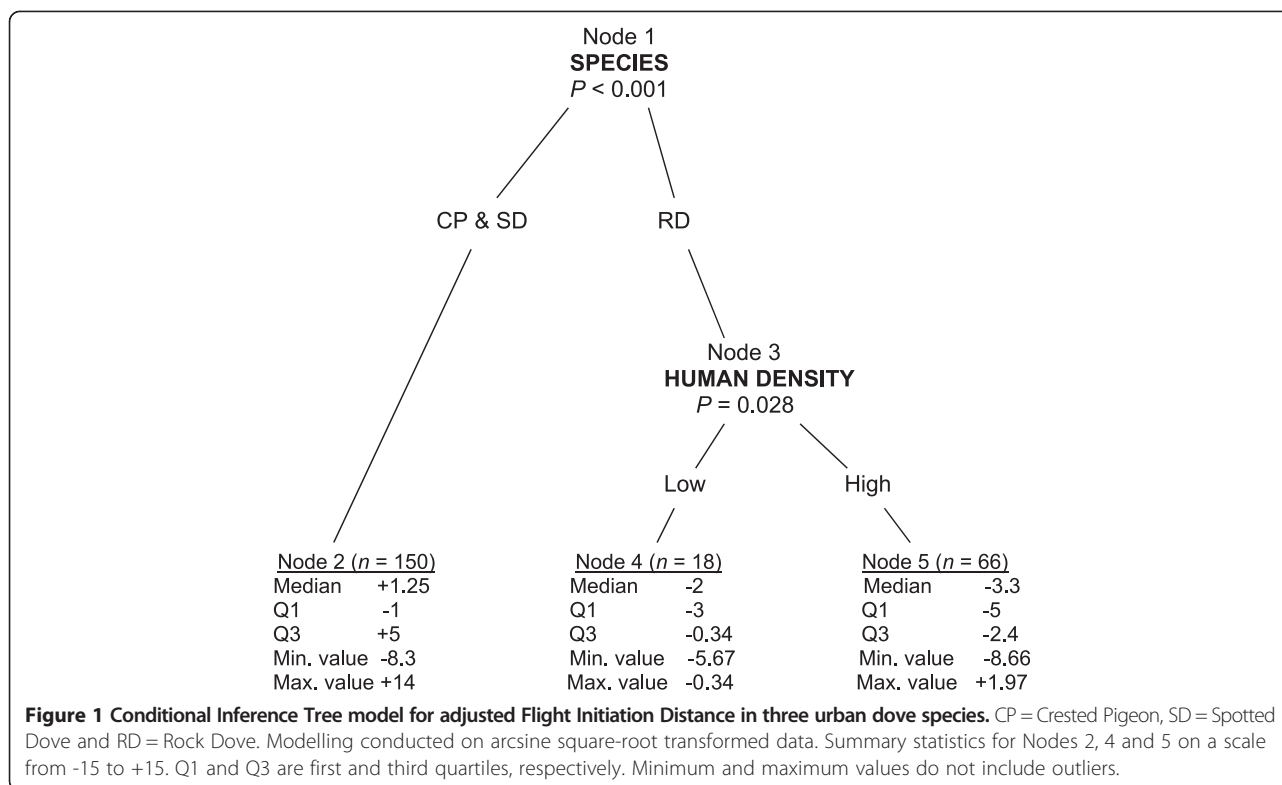 Node 1
SPECIES
P < 0.001
CP & SD
RD
Node 3
HUMAN DENSITY
P = 0.028
Low
High
Node 2 (n = 150)
Median +1.25
Q1 -1
Q3 +5
Min. value -8.3
Max. value +14
Node 4 (n = 18)
Median -2
Q1 -3
Q3 -0.34
Min. value -5.67
Max. value -0.34
Node 5 (n = 66)
Median -3.3
Q1 -5
Q3 -2.4
Min. value -8.66
Max. value +1.97
Figure 1 Conditional Inference Tree model for adjusted Flight Initiation Distance in three urban dove species. CP = Crested Pigeon, SD = Spotted
Dove and RD = Rock Dove. Modelling conducted on arcsine square-root transformed data. Summary statistics for Nodes 2, 4 and 5 on a scale
from -15 to +15. Q1 and Q3 are first and third quartiles, respectively. Minimum and maximum values do not include outliers.